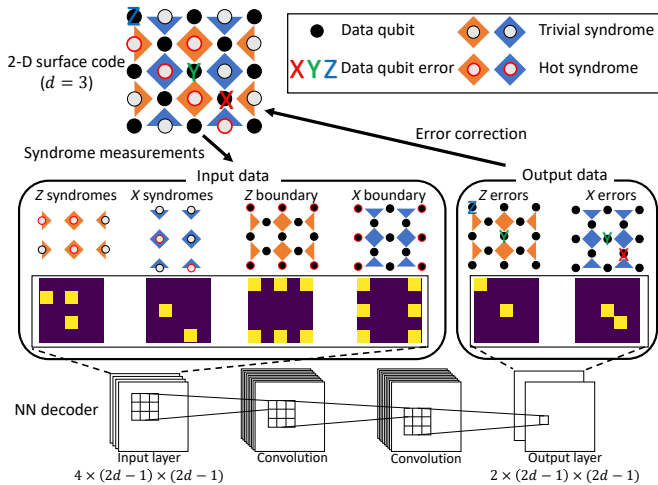 Z
Y
X
2-D surface code
(d = 3)
Data qubit
Trivial syndrome
XYZ Data qubit error
Hot syndrome
Syndrome measurements
Error correction
Input data
Output data
Z syndromes
X syndromes
Z boundary
X boundary
Z errors
X errors
Z
Y
Y
X
NN decoder
Input layer
Convolution
Convolution
Output layer
4 × (2d − 1) × (2d − 1)
2 × (2d − 1) × (2d − 1)